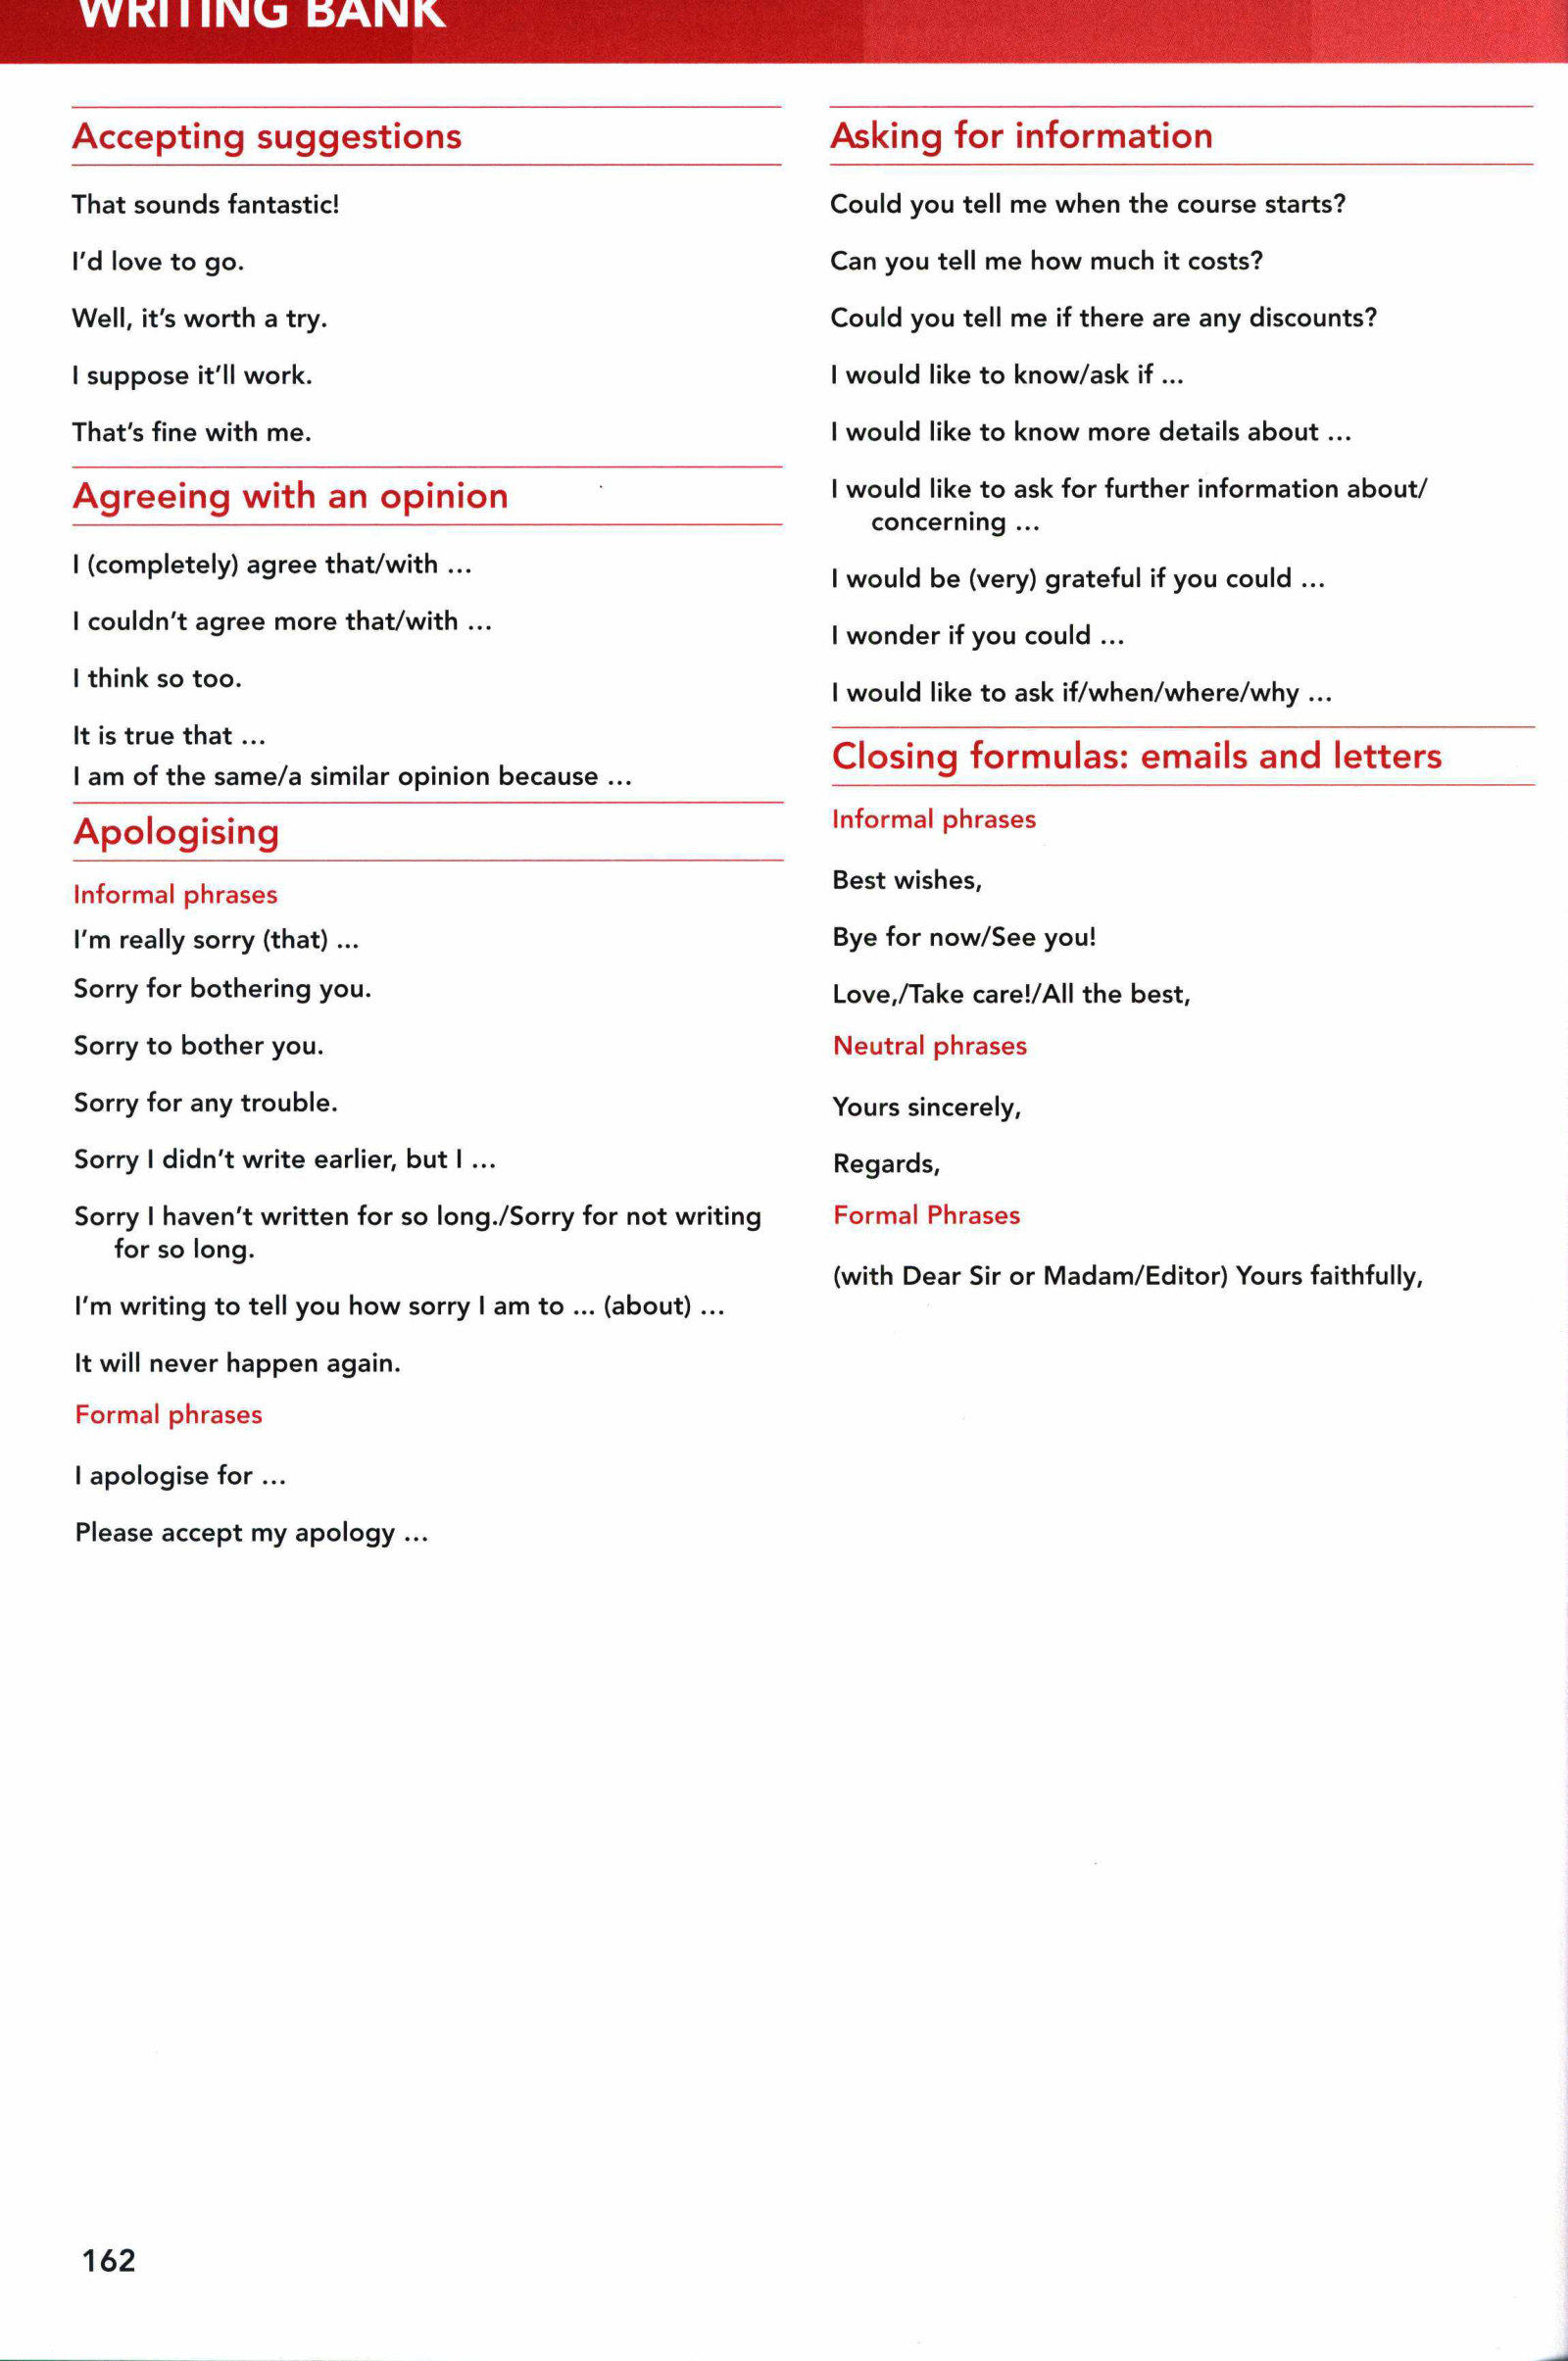 WRITING BANK
Accepting suggestions
That sounds fantastic!
I'd love to go.
Well, it's worth a try.
I suppose it'll work.
That's fine with me.
Agreeing with an opinion
I (completely) agree that/with ...
I couldn't agree more that/with ...
I think so too.
It is true that ...
I am of the same/a similar opinion because ...
Apologising
Informal phrases
I'm really sorry (that) ...
Sorry for bothering you.
Sorry to bother you.
Sorry for any trouble.
Sorry I didn't write earlier, but I ...
Sorry I haven't written for so long./Sorry for not writing
for so long.
I'm writing to tell you how sorry I am to ... (about) ...
It will never happen again.
Formal phrases
I apologise for ...
Please accept my apology ...
Asking for information
Could you tell me when the course starts?
Can you tell me how much it costs?
Could you tell me if there are any discounts?
I would like to know/ask if ...
I would like to know more details about ...
I would like to ask for further information about/
concerning ...
I would be (very) grateful if you could ...
I wonder if you could ...
I would like to ask if/when/where/why ...
Closing formulas: emails and letters
Informal phrases
Best wishes,
Bye for now/See you!
Love,/Take care!/All the best,
Neutral phrases
Yours sincerely,
Regards,
Formal Phrases
(with Dear Sir or Madam/Editor) Yours faithfully,
162